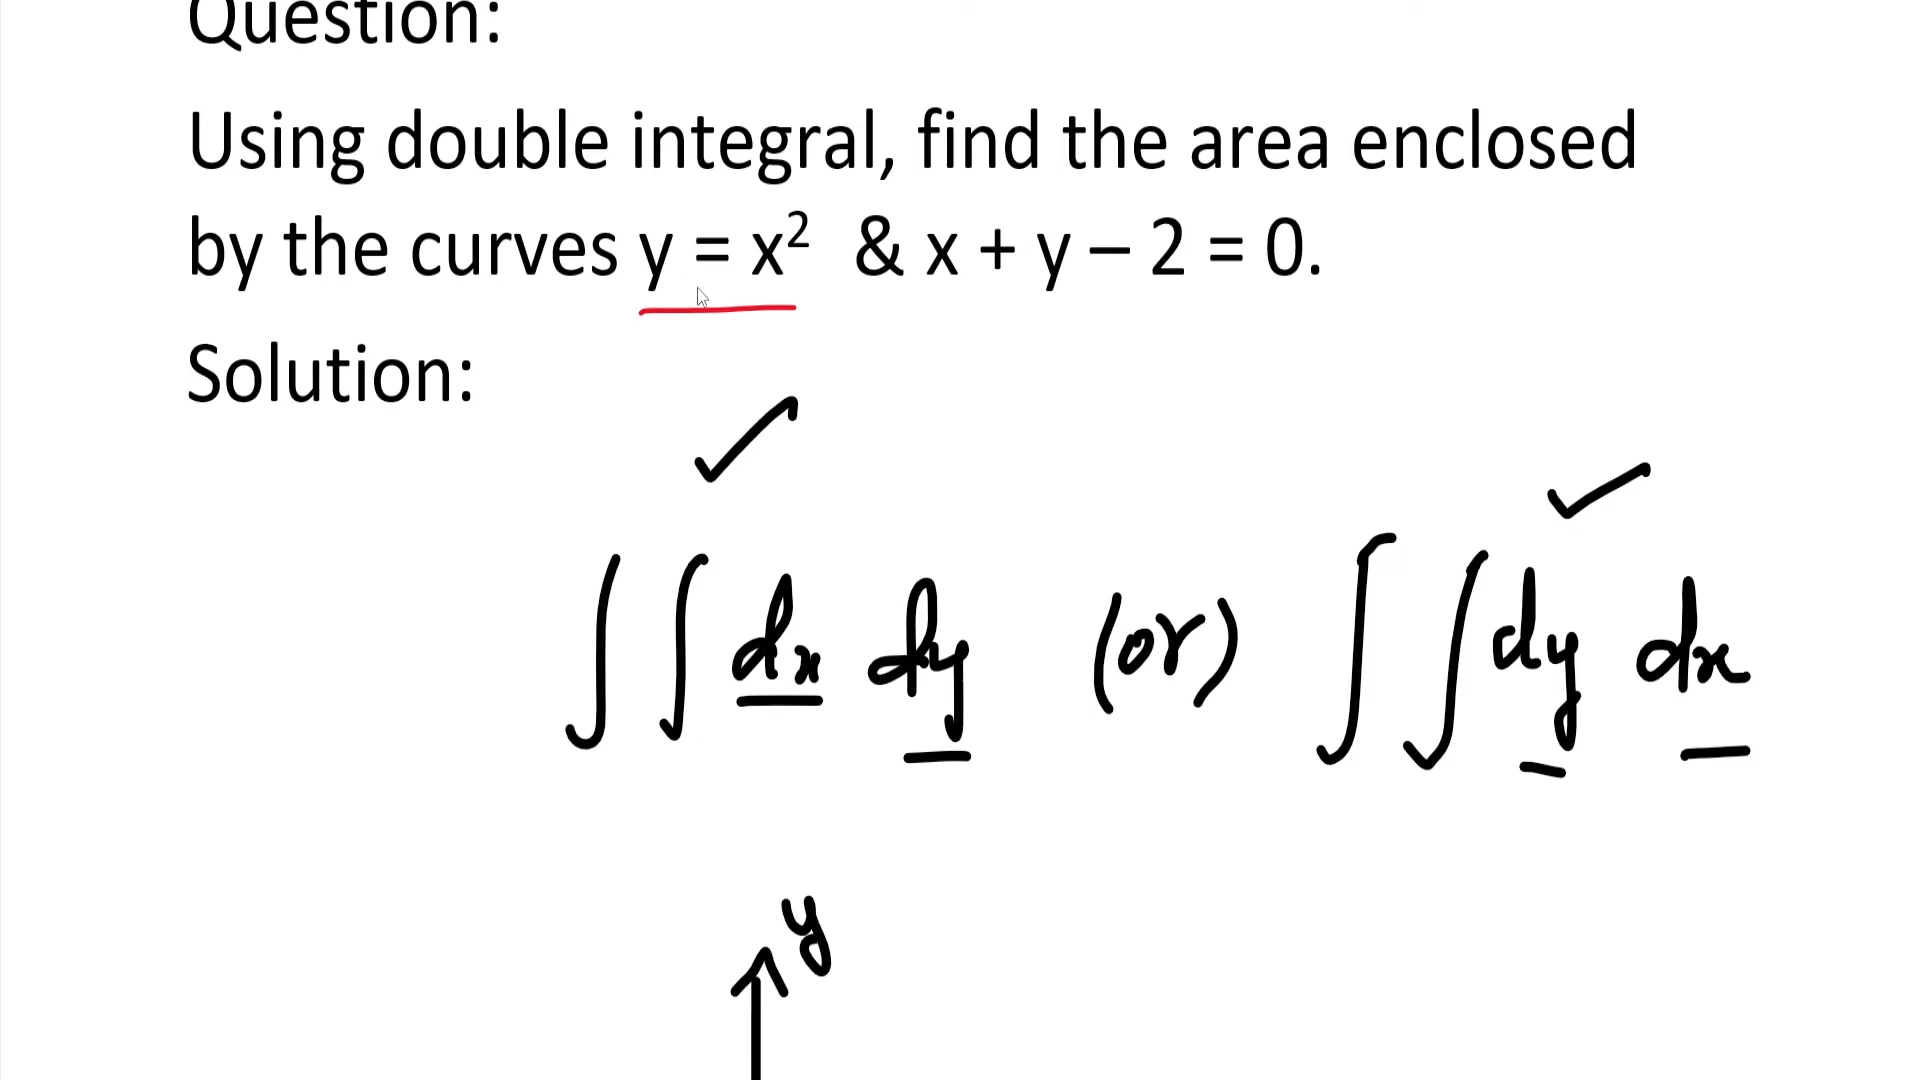 Question:
Using double integral, find the area enclosed
by the curves y = x² & x + y – 2 = 0.
Solution:
∫∫ dx dy (or) ∫∫ dy dx
y